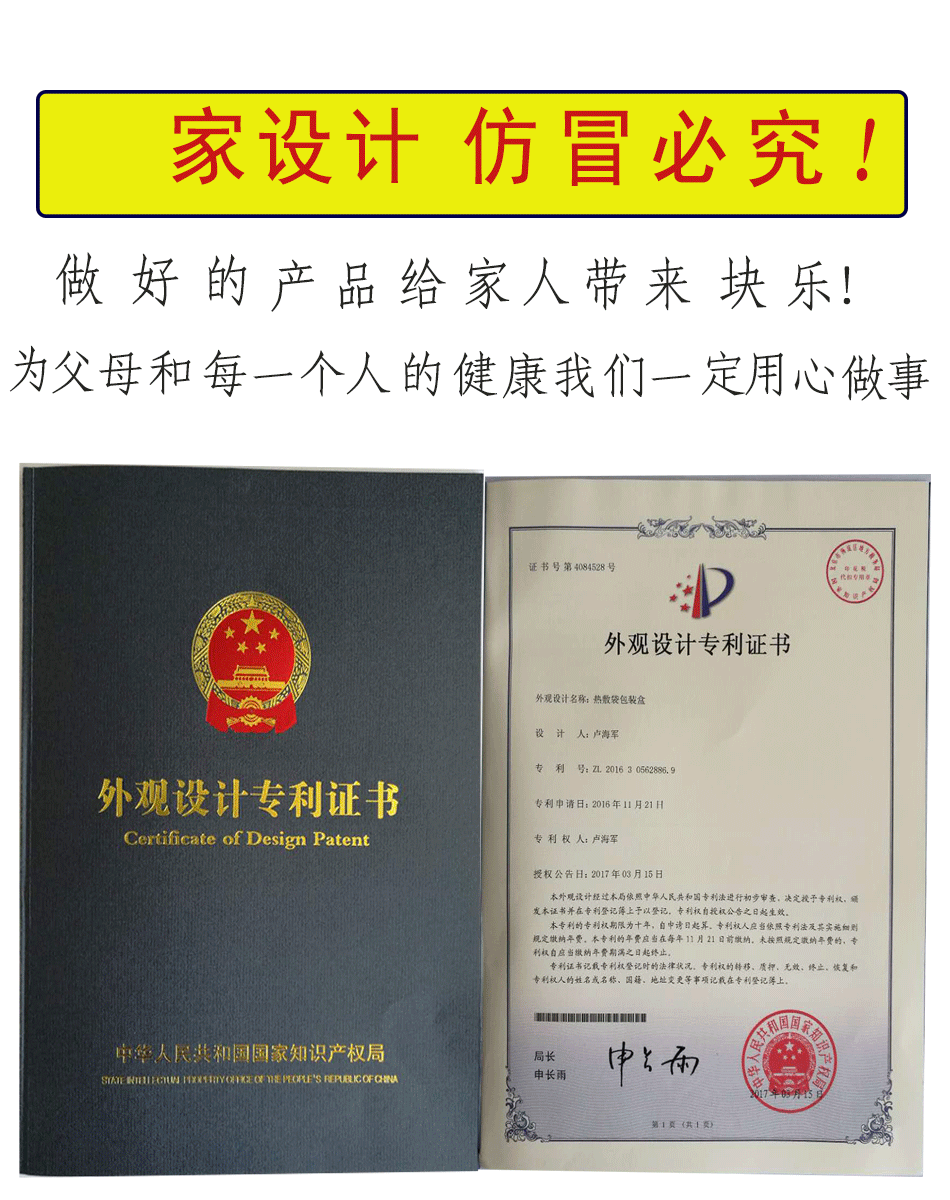 家设计 仿冒必究！
做好的产品给家人带来块乐！
为父母和每一个人的健康我们一定用心做事
外观设计专利证书
Certificate of Design Patent
中华人民共和国国家知识产权局
STATE INTELLECTUAL PROPERTY OFFICE OF THE PEOPLE'S REPUBLIC OF CHINA
证书号第4084528号
外观设计专利证书
外观设计名称：热敷袋包装盒
设 计 人：卢海军
专 利 号：ZL 2016 3 0562886.9
专利申请日：2016年11月21日
专 利 权 人：卢海军
授权公告日：2017年03月15日
本外观设计经过本局依照中华人民共和国专利法进行初步审查，决定授予专利权，颁
发本证书并在专利登记簿上予以登记。专利权自授权公告之日起生效。
本专利的专利权期限为十年，自申请日起算。专利权人应当依照专利法及其实施细则
规定缴纳年费。本专利的年费应当在每年11月21日前缴纳。未按照规定缴纳年费的，专
利权自应当缴纳年费期满之日起终止。
专利证书记载专利权登记时的法律状况。专利权的转移、质押、无效、终止、恢复和
专利权人的姓名或名称、国籍、地址变更等事项记载在专利登记簿上。
局长
申长雨
申长雨
中华人民共和国国家知识产权局
2017年03月15日
第1页（共1页）